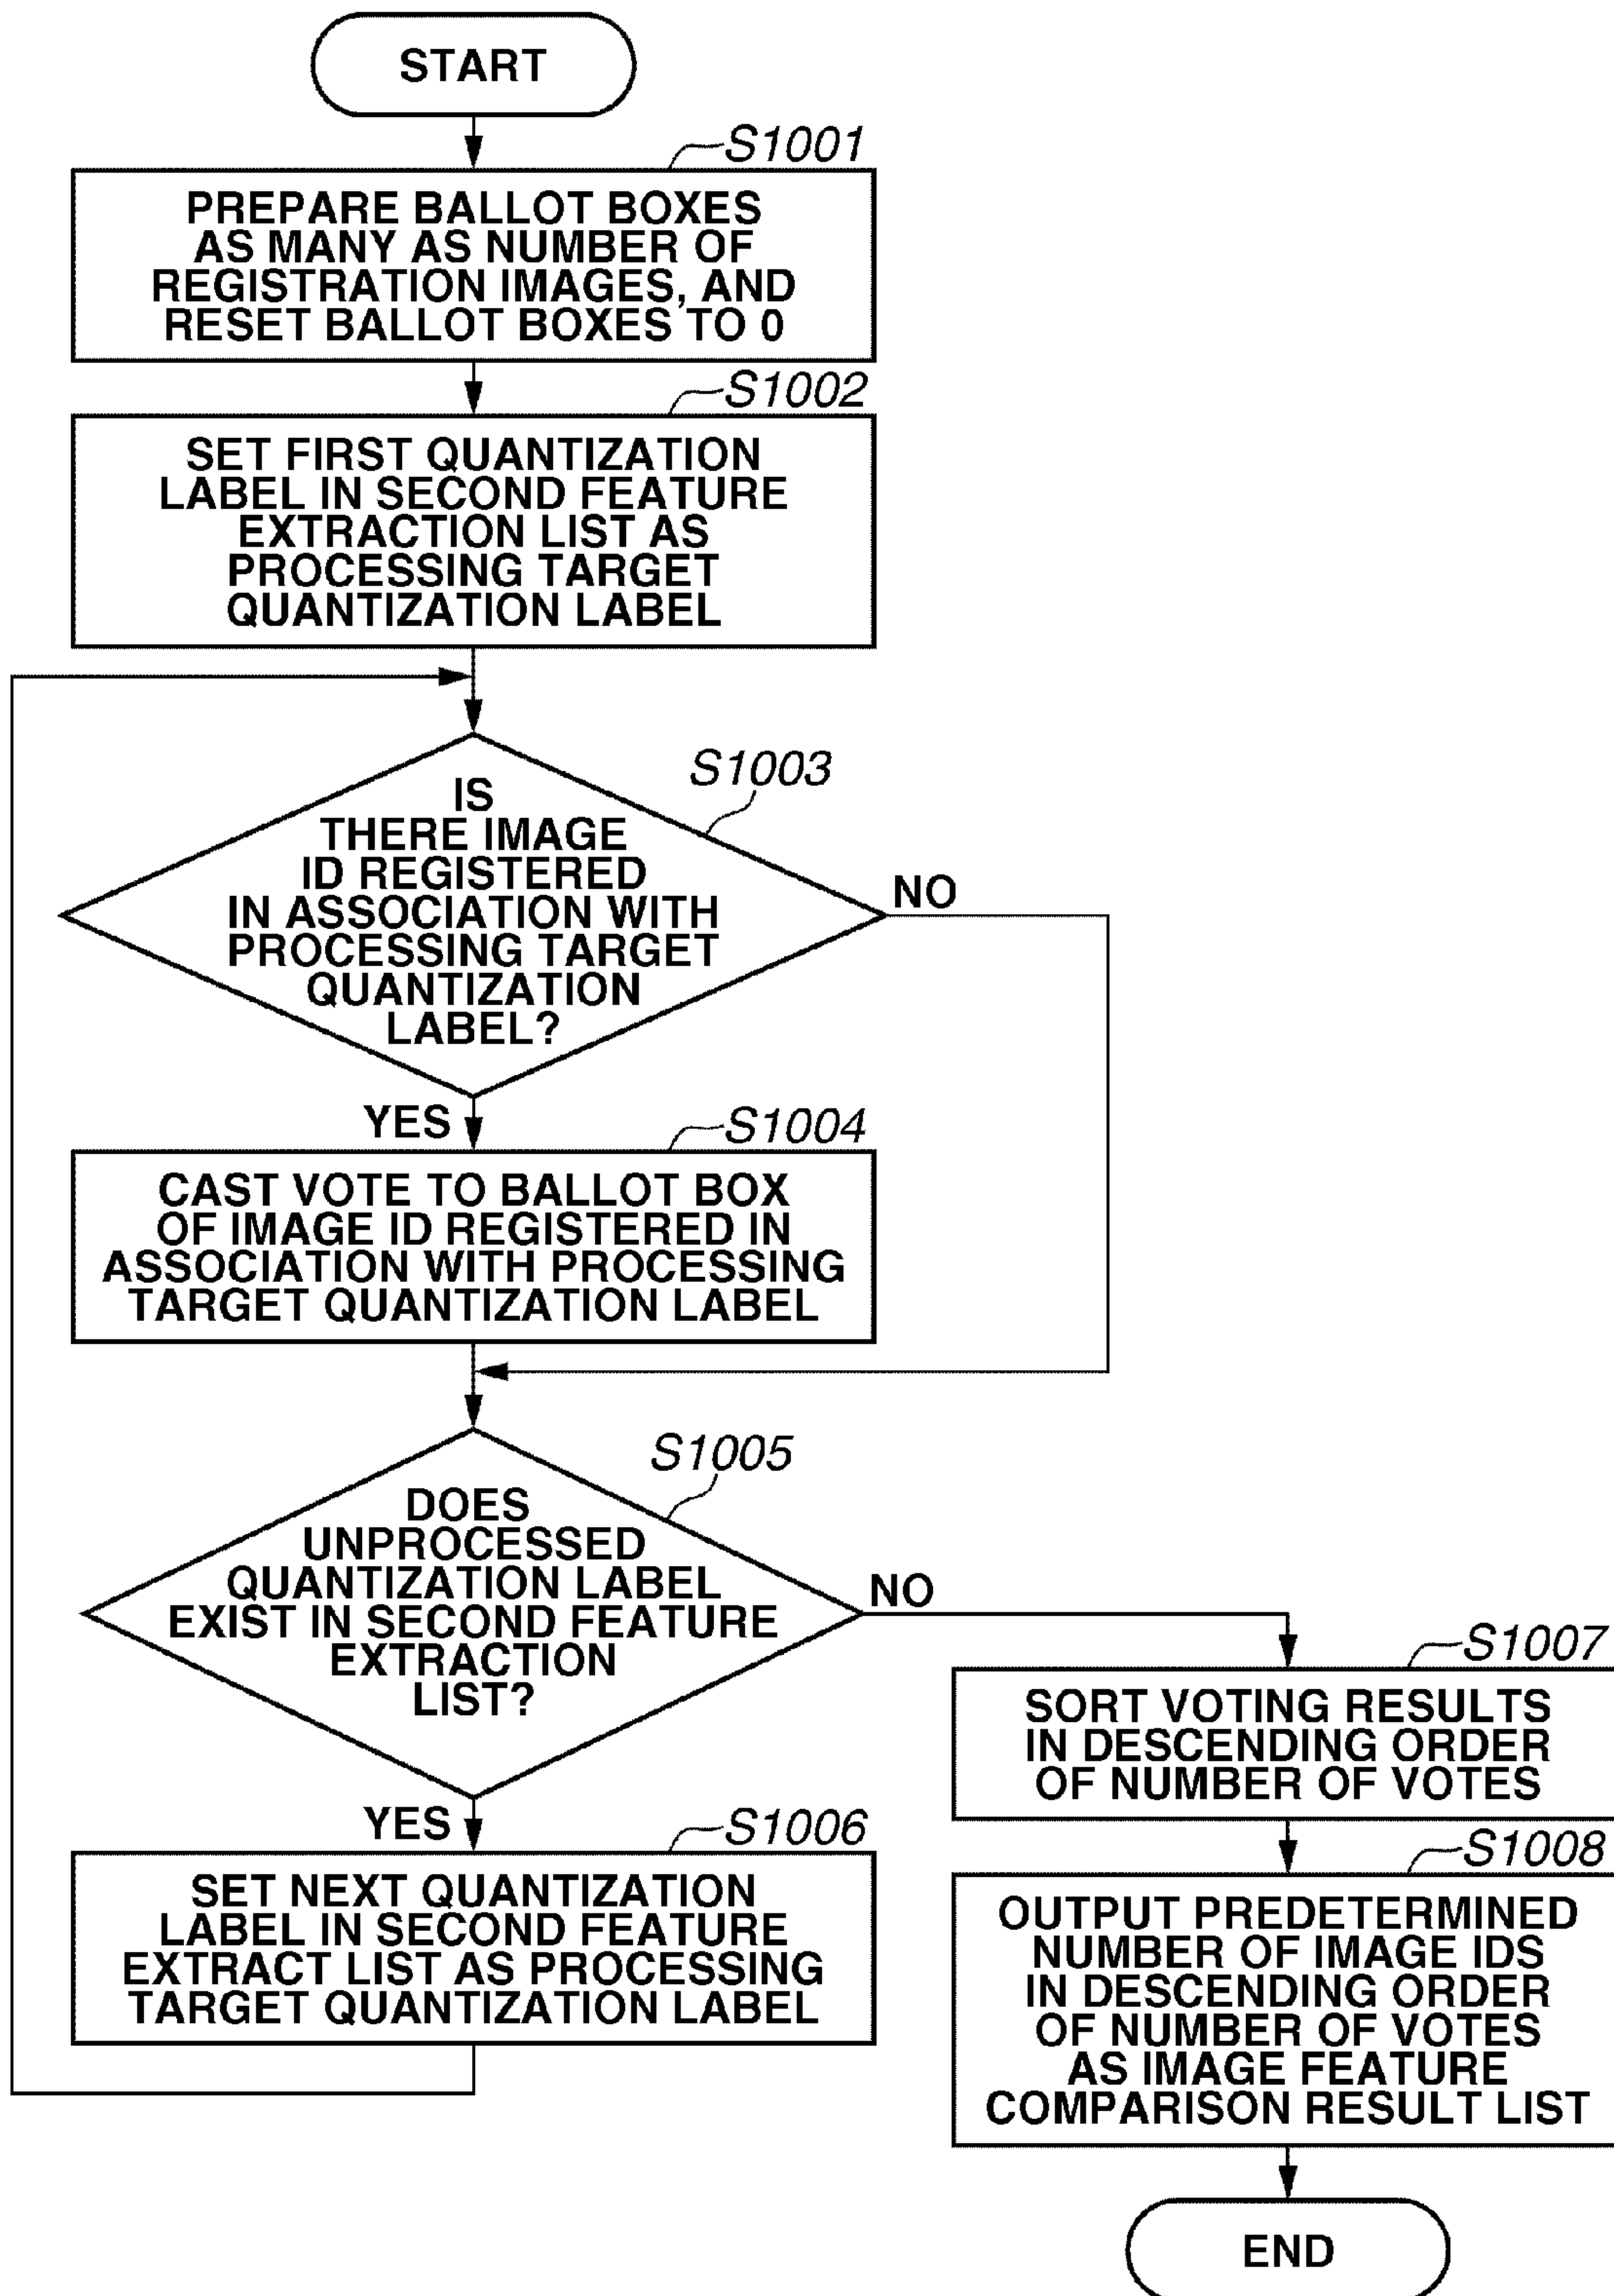 START
S1001
PREPARE BALLOT BOXES
AS MANY AS NUMBER OF
REGISTRATION IMAGES, AND
RESET BALLOT BOXES TO 0
S1002
SET FIRST QUANTIZATION
LABEL IN SECOND FEATURE
EXTRACTION LIST AS
PROCESSING TARGET
QUANTIZATION LABEL
S1003
IS
THERE IMAGE
ID REGISTERED
IN ASSOCIATION WITH
PROCESSING TARGET
QUANTIZATION
LABEL?
NO
YES
S1004
CAST VOTE TO BALLOT BOX
OF IMAGE ID REGISTERED IN
ASSOCIATION WITH PROCESSING
TARGET QUANTIZATION LABEL
S1005
DOES
UNPROCESSED
QUANTIZATION LABEL
EXIST IN SECOND FEATURE
EXTRACTION
LIST?
NO
YES
S1006
SET NEXT QUANTIZATION
LABEL IN SECOND FEATURE
EXTRACT LIST AS PROCESSING
TARGET QUANTIZATION LABEL
S1007
SORT VOTING RESULTS
IN DESCENDING ORDER
OF NUMBER OF VOTES
S1008
OUTPUT PREDETERMINED
NUMBER OF IMAGE IDS
IN DESCENDING ORDER
OF NUMBER OF VOTES
AS IMAGE FEATURE
COMPARISON RESULT LIST
END